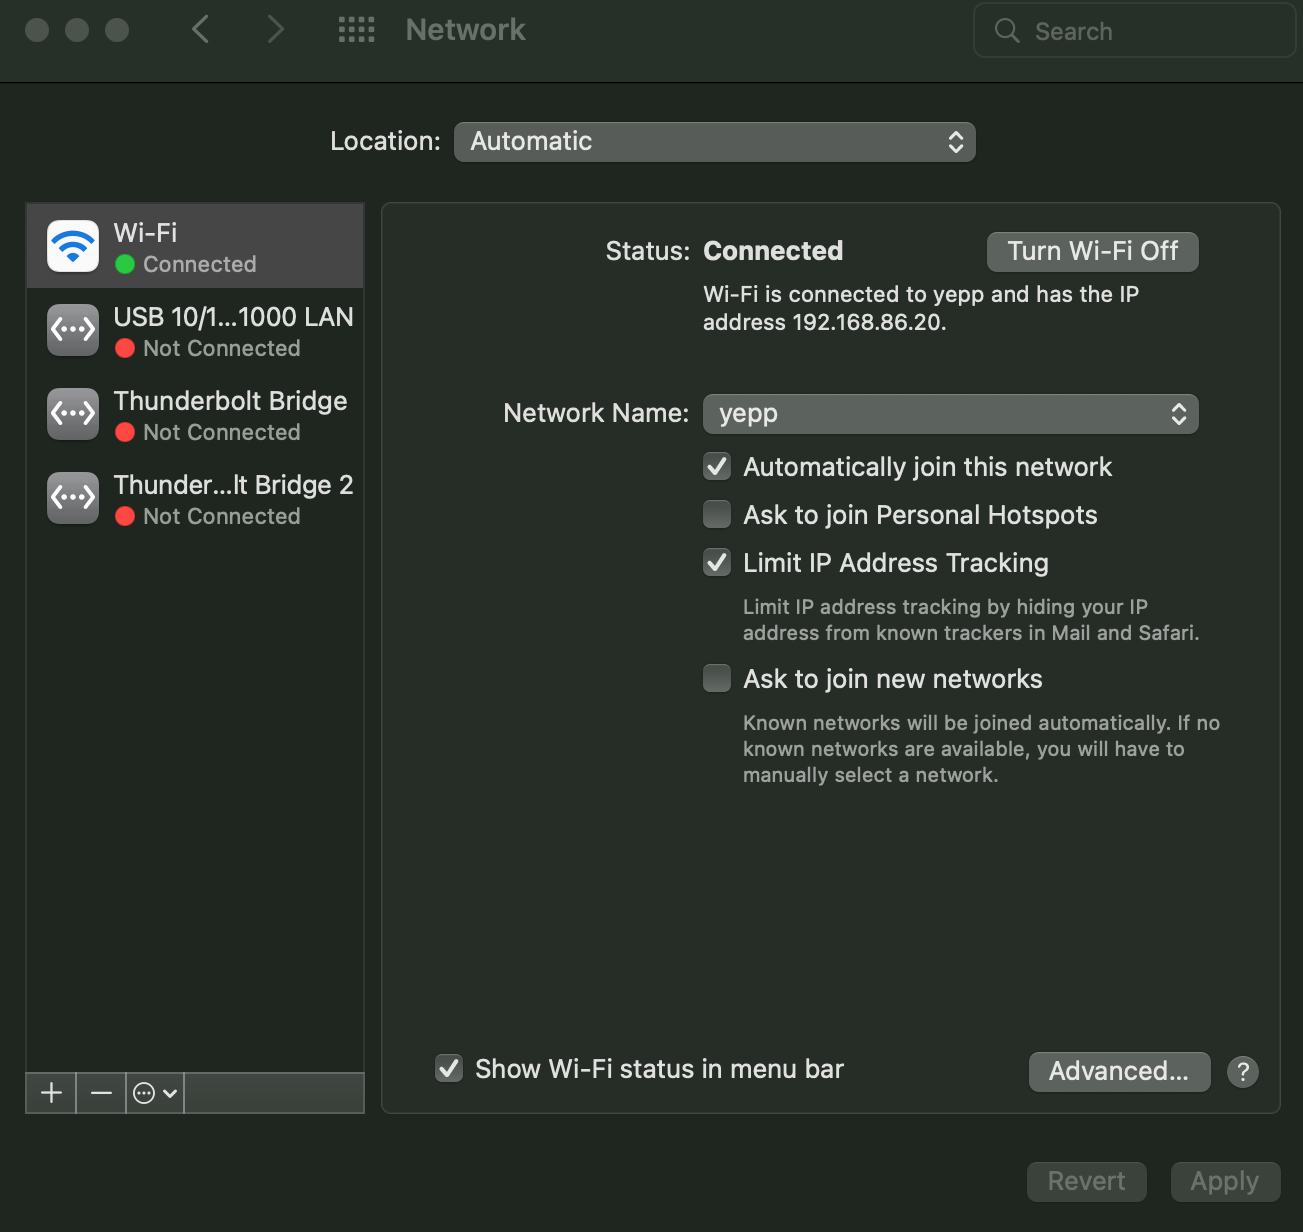 Network
Search
Location: Automatic
Wi-Fi
Connected
USB 10/1...1000 LAN
Not Connected
Thunderbolt Bridge
Not Connected
Thunder...lt Bridge 2
Not Connected
Status: Connected
Turn Wi-Fi Off
Wi-Fi is connected to yepp and has the IP
address 192.168.86.20.
Network Name: yepp
Automatically join this network
Ask to join Personal Hotspots
Limit IP Address Tracking
Limit IP address tracking by hiding your IP
address from known trackers in Mail and Safari.
Ask to join new networks
Known networks will be joined automatically. If no
known networks are available, you will have to
manually select a network.
Show Wi-Fi status in menu bar
Advanced...
?
Revert
Apply